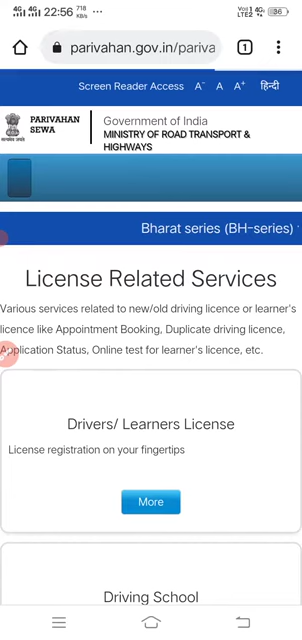 4G 4G 22:56 718 KB/s ... Vo1 1 4G LTE2 36
parivahan.gov.in/pariva 1
Screen Reader Access A- A A+ हिन्दी
PARIVAHAN SEWA
Government of India
MINISTRY OF ROAD TRANSPORT &
HIGHWAYS
Bharat series (BH-series)
License Related Services
Various services related to new/old driving licence or learner's
licence like Appointment Booking, Duplicate driving licence,
Application Status, Online test for learner's licence, etc.
Drivers/ Learners License
License registration on your fingertips
More
Driving School